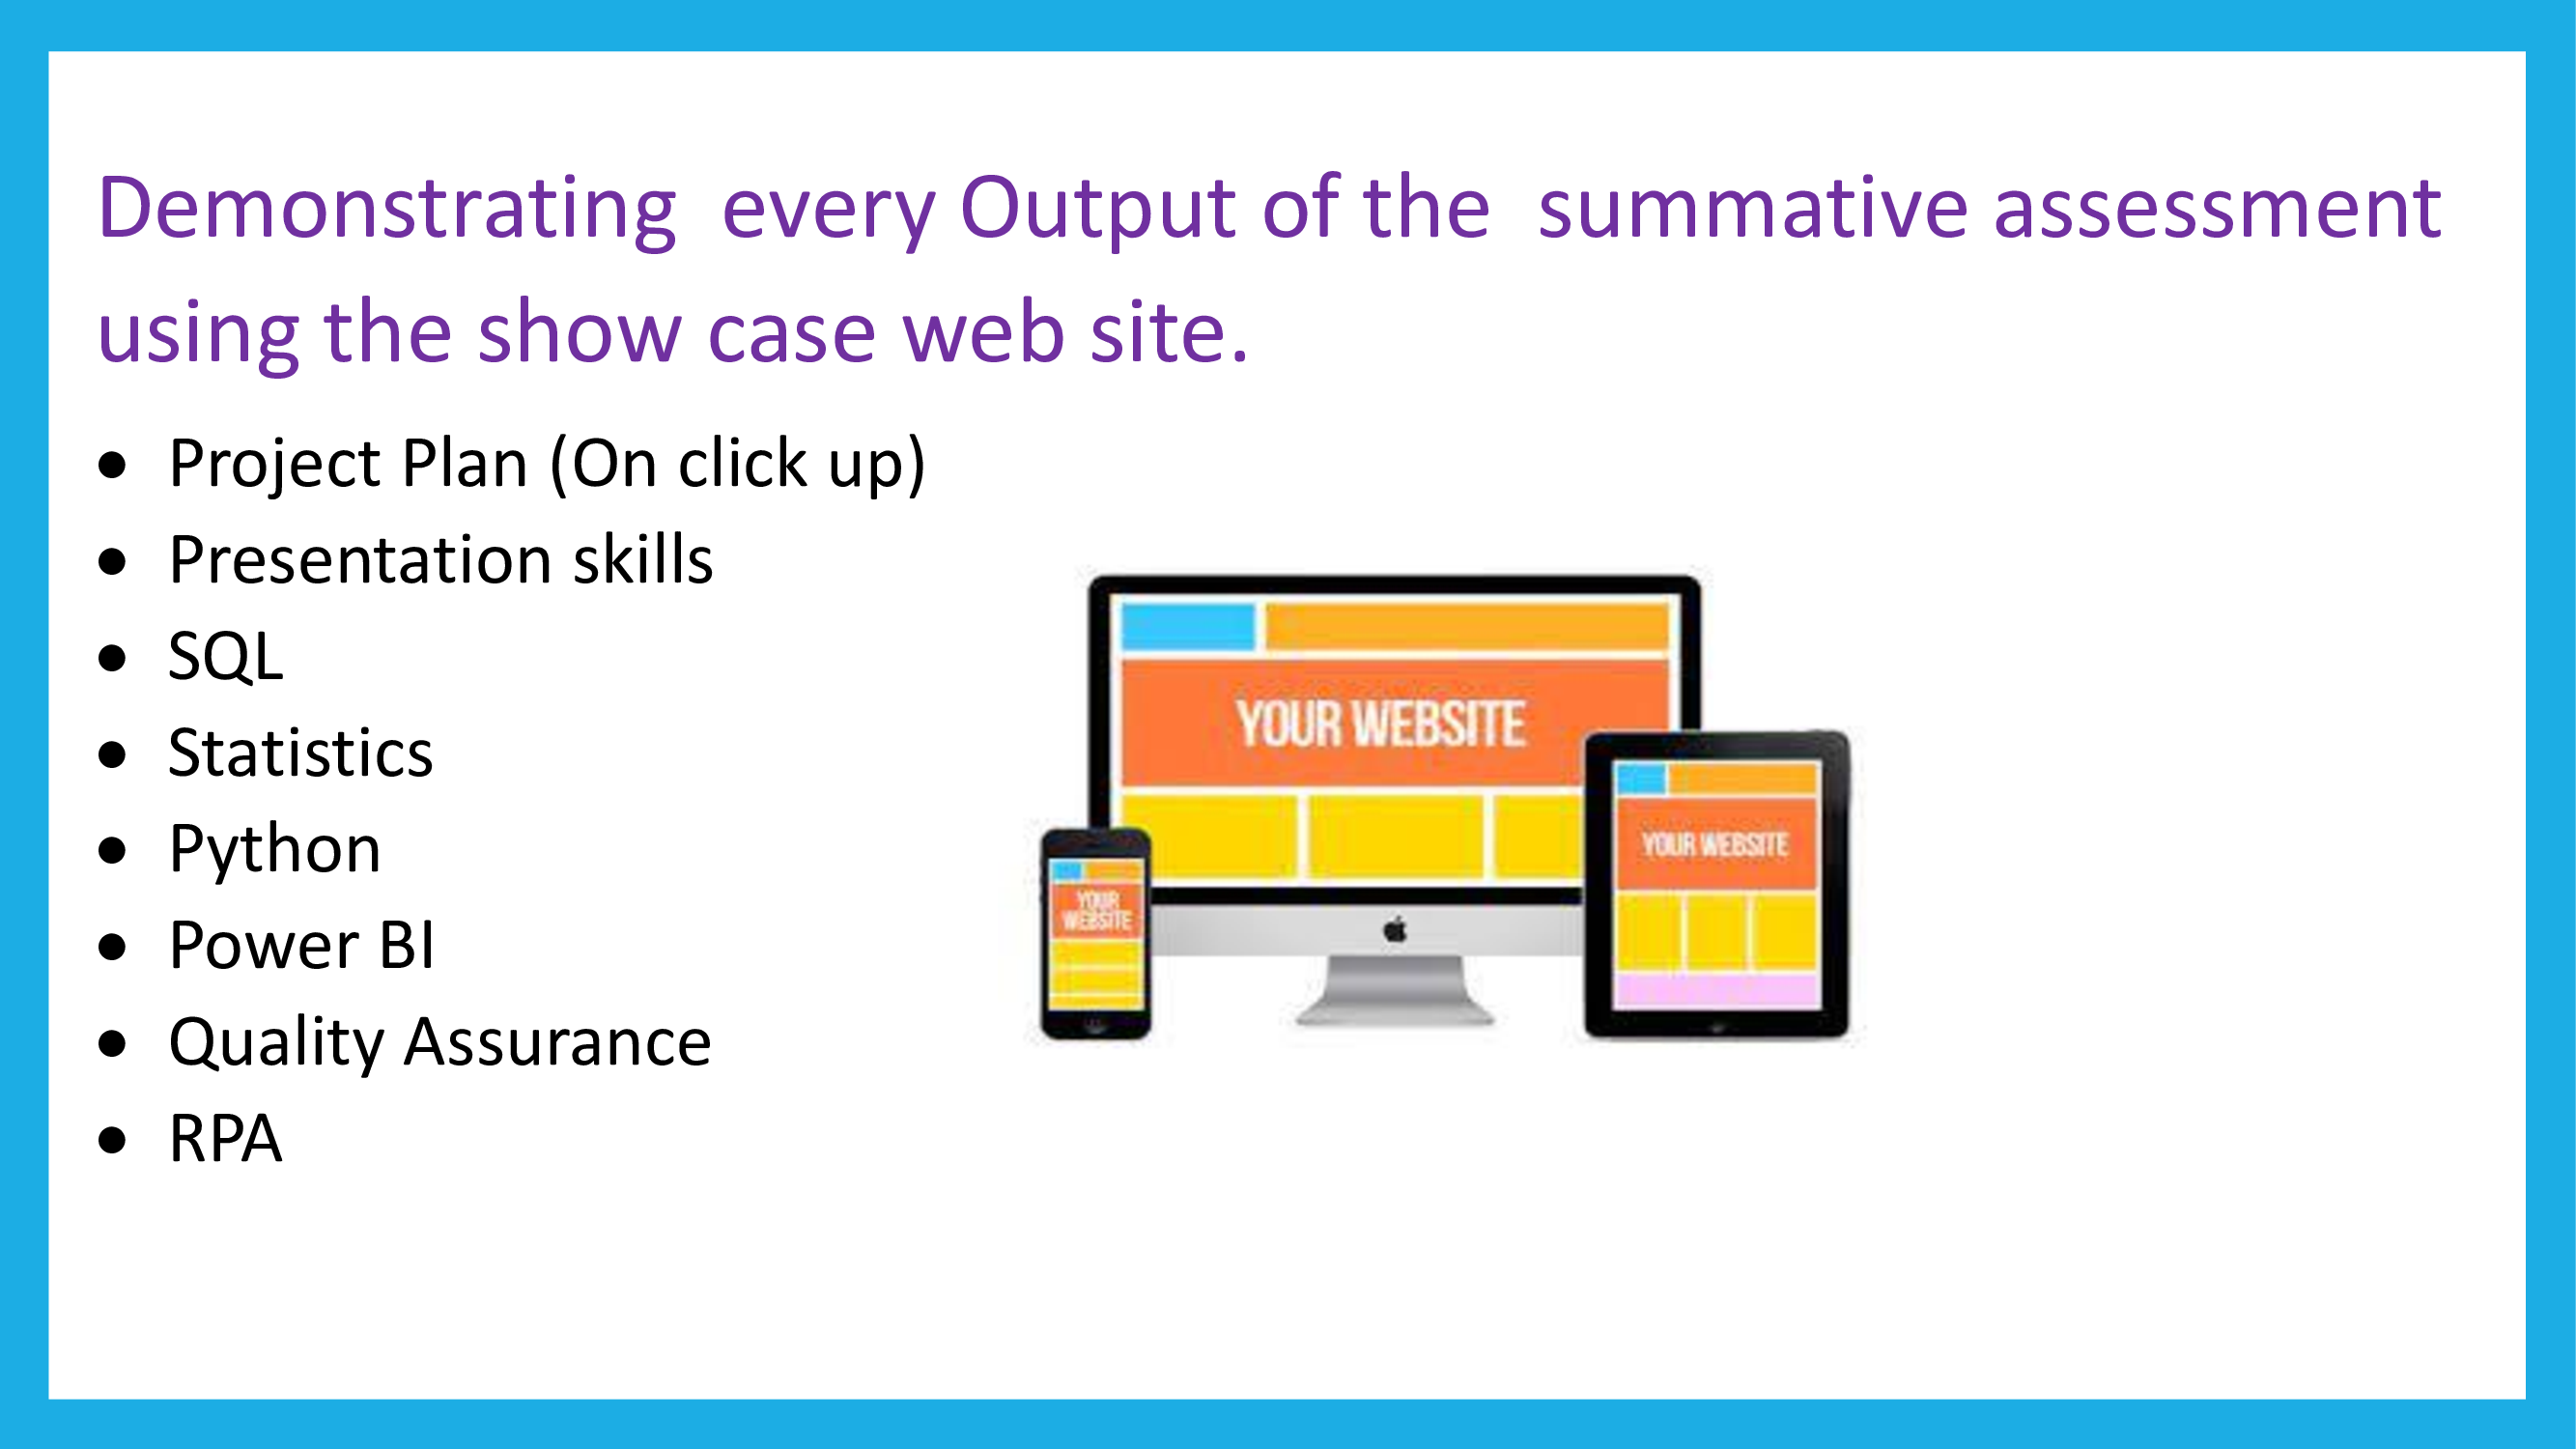 Demonstrating  every Output of the  summative assessment
using the show case web site.
• Project Plan (On click up)
• Presentation skills
• SQL
• Statistics
• Python
• Power BI
• Quality Assurance
• RPA
YOUR WEBSITE
YOUR WEBSITE
YOUR
WEBSITE